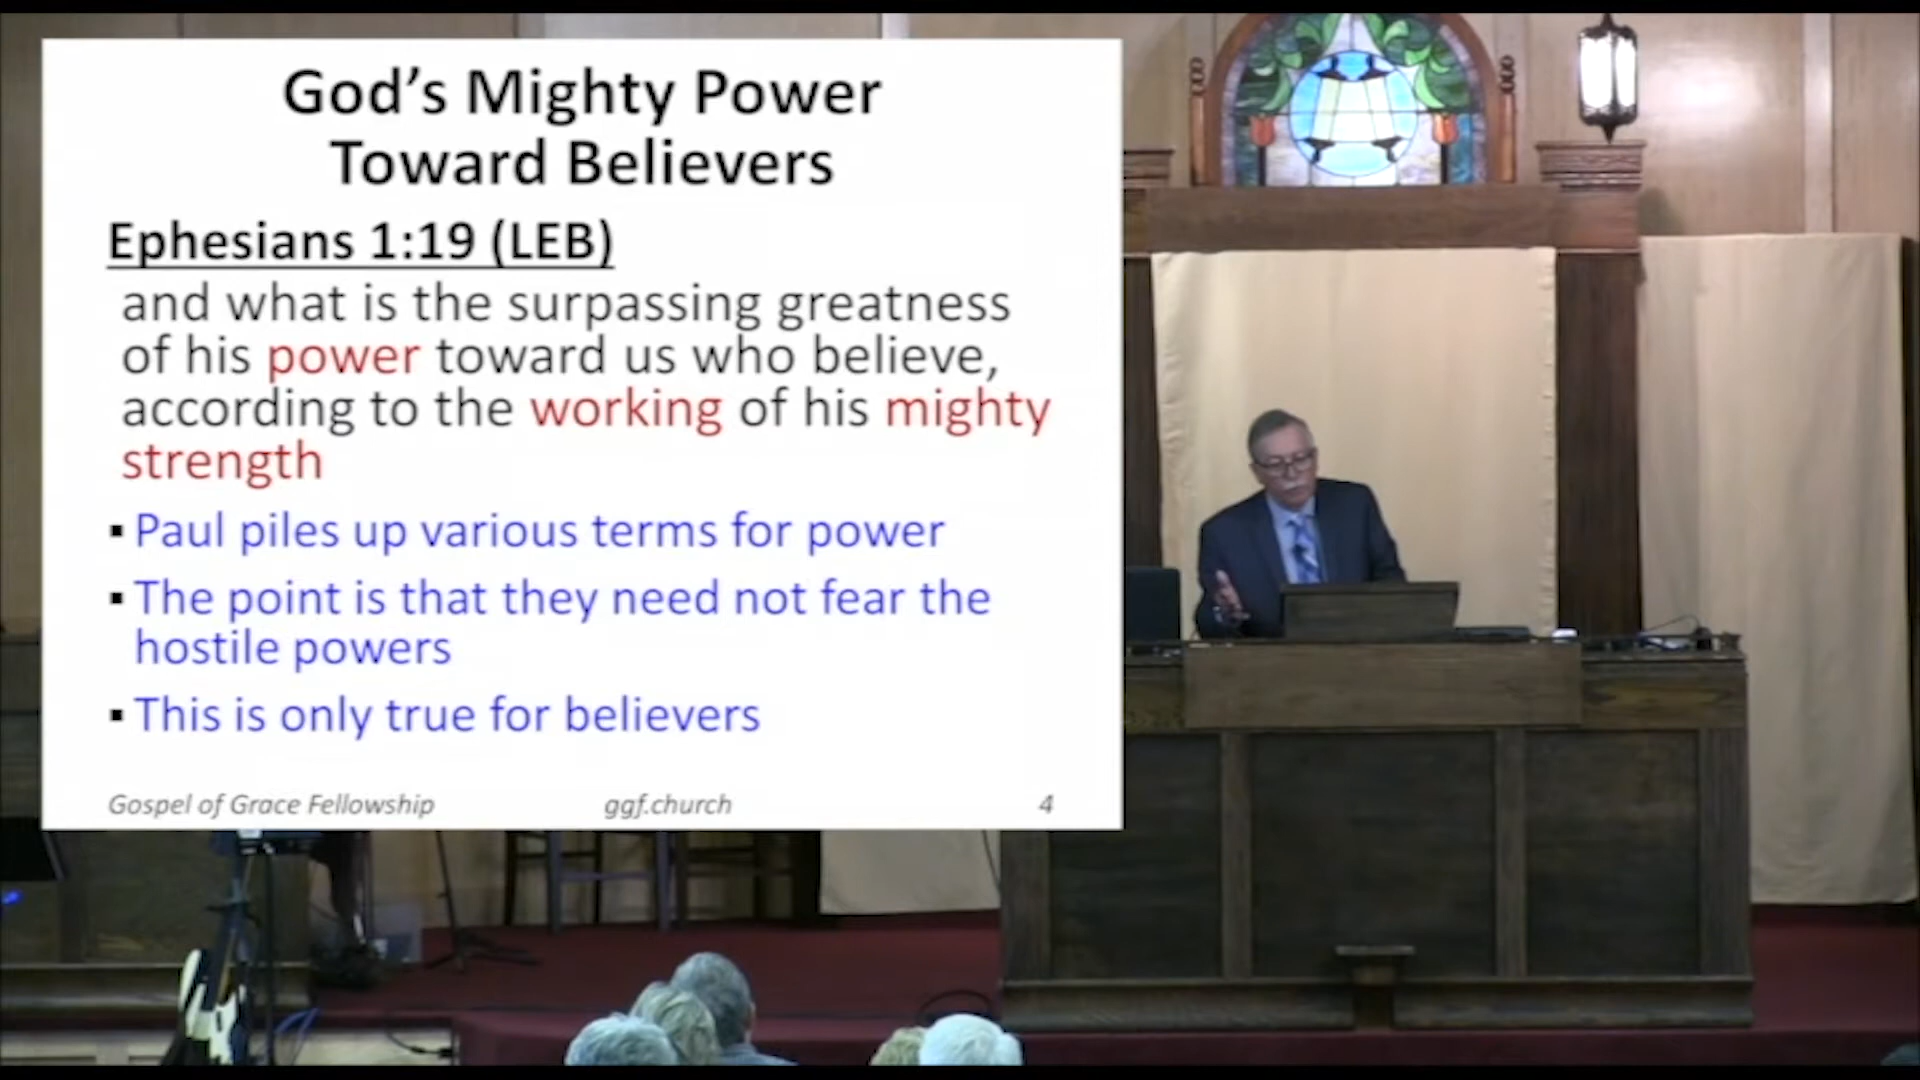 God's Mighty Power
Toward Believers
Ephesians 1:19 (LEB)
and what is the surpassing greatness
of his power toward us who believe,
according to the working of his mighty
strength
▪ Paul piles up various terms for power
▪ The point is that they need not fear the
hostile powers
▪ This is only true for believers
Gospel of Grace Fellowship ggf.church 4